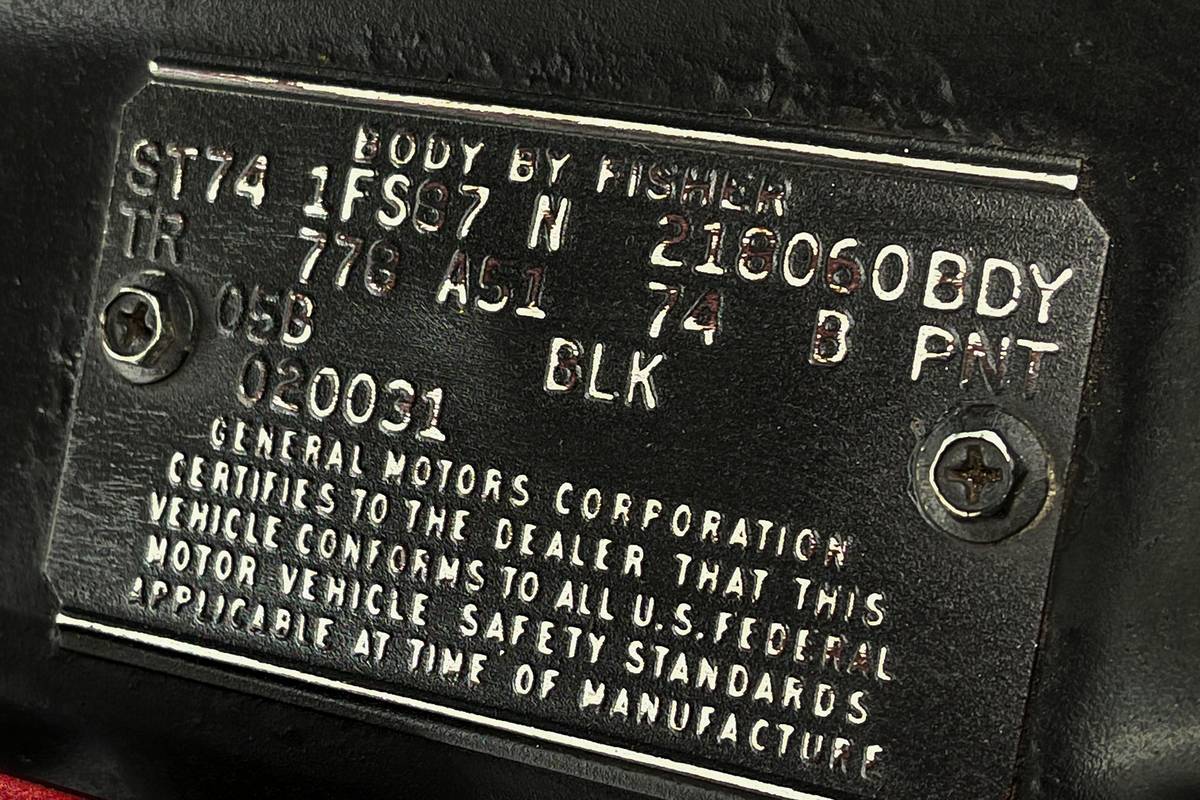 BODY BY FISHER
ST74 1FS87 N 218060BDY
TR 778 A51 74 B PNT
05B BLK
020031
GENERAL MOTORS CORPORATION
CERTIFIES TO THE DEALER THAT THIS
VEHICLE CONFORMS TO ALL U.S. FEDERAL
MOTOR VEHICLE SAFETY STANDARDS
APPLICABLE AT TIME OF MANUFACTURE